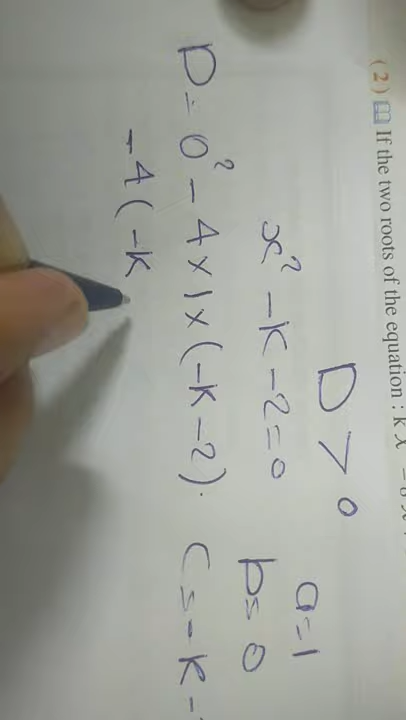 (2) If the two roots of the equation : k x
D > 0
a = 1
x² - k - 2 = 0
b = 0
D = 0² - 4 × 1 × (-k - 2).
C = - k -
- 4 ( - k